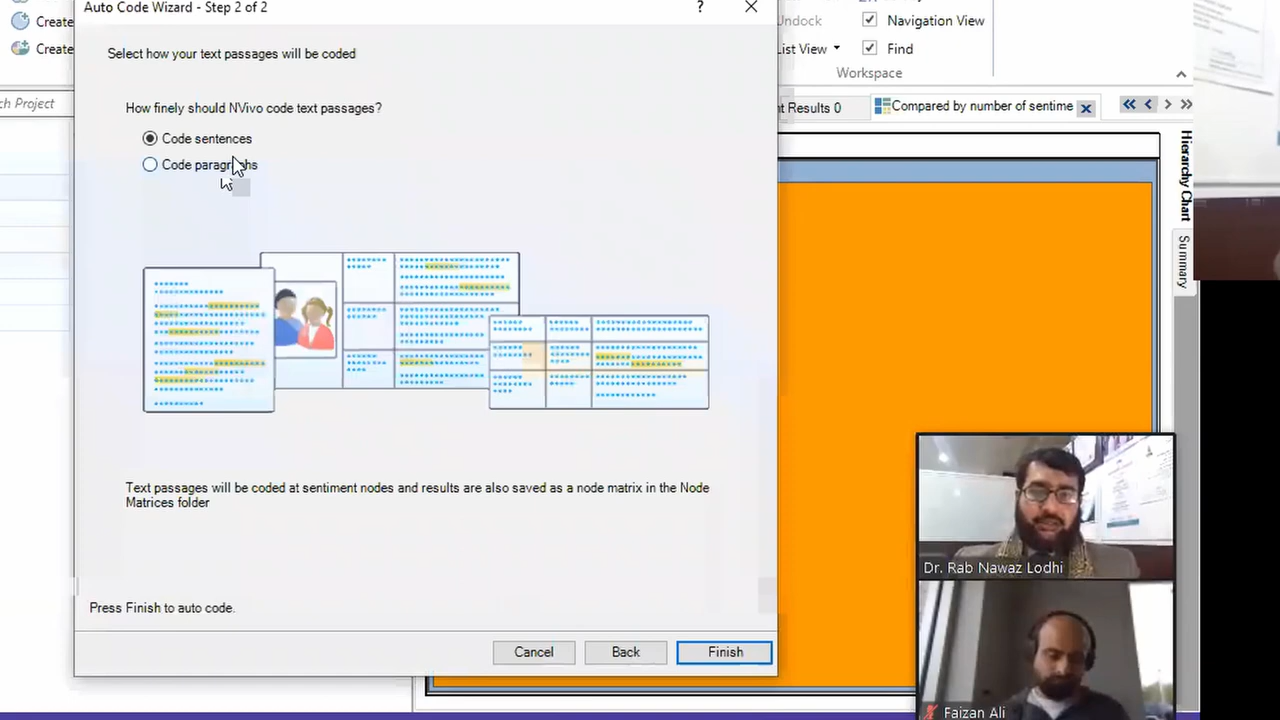 Auto Code Wizard - Step 2 of 2
?
Select how your text passages will be coded
How finely should NVivo code text passages?
Code sentences
Code paragraphs
Text passages will be coded at sentiment nodes and results are also saved as a node matrix in the Node
Matrices folder
Press Finish to auto code.
Cancel
Back
Finish
Create
Create
ch Project
Undock
Navigation View
List View
Find
Workspace
nt Results 0
Compared by number of sentime
Hierarchy Chart
Summary
Dr. Rab Nawaz Lodhi
Faizan Ali